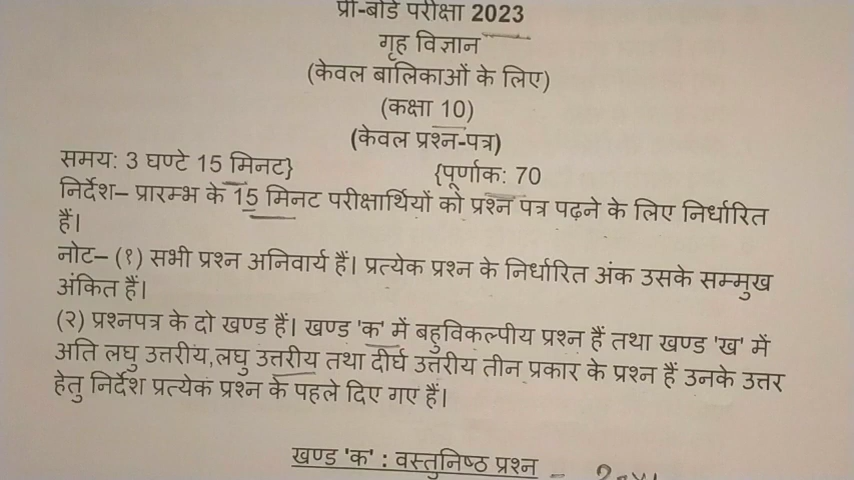 प्री-बोर्ड परीक्षा 2023
गृह विज्ञान
(केवल बालिकाओं के लिए)
(कक्षा 10)
(केवल प्रश्न-पत्र)
समय: 3 घण्टे 15 मिनट} {पूर्णांक: 70
निर्देश– प्रारम्भ के 15 मिनट परीक्षार्थियों को प्रश्न पत्र पढ़ने के लिए निर्धारित
हैं।
नोट– (१) सभी प्रश्न अनिवार्य हैं। प्रत्येक प्रश्न के निर्धारित अंक उसके सम्मुख
अंकित हैं।
(२) प्रश्नपत्र के दो खण्ड हैं। खण्ड 'क' में बहुविकल्पीय प्रश्न हैं तथा खण्ड 'ख' में
अति लघु उत्तरीय,लघु उत्तरीय तथा दीर्घ उत्तरीय तीन प्रकार के प्रश्न हैं उनके उत्तर
हेतु निर्देश प्रत्येक प्रश्न के पहले दिए गए हैं।
खण्ड 'क' : वस्तुनिष्ठ प्रश्न